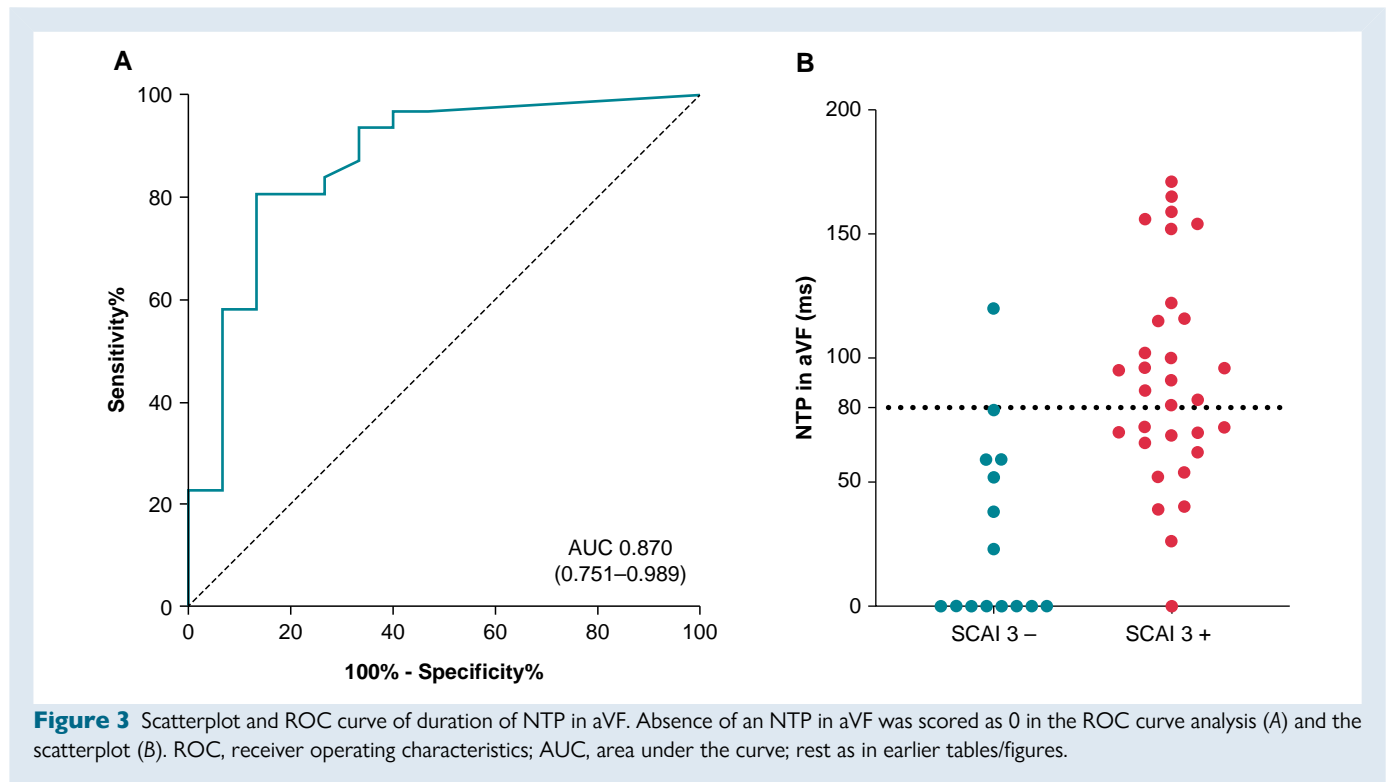 A
100
80
60
40
20
0
Sensitivity%
0 20 40 60 80 100
100% - Specificity%
AUC 0.870
(0.751–0.989)
B
200
150
100
80
50
0
NTP in aVF (ms)
SCAI 3 – SCAI 3 +
Figure 3 Scatterplot and ROC curve of duration of NTP in aVF. Absence of an NTP in aVF was scored as 0 in the ROC curve analysis (A) and the
scatterplot (B). ROC, receiver operating characteristics; AUC, area under the curve; rest as in earlier tables/figures.